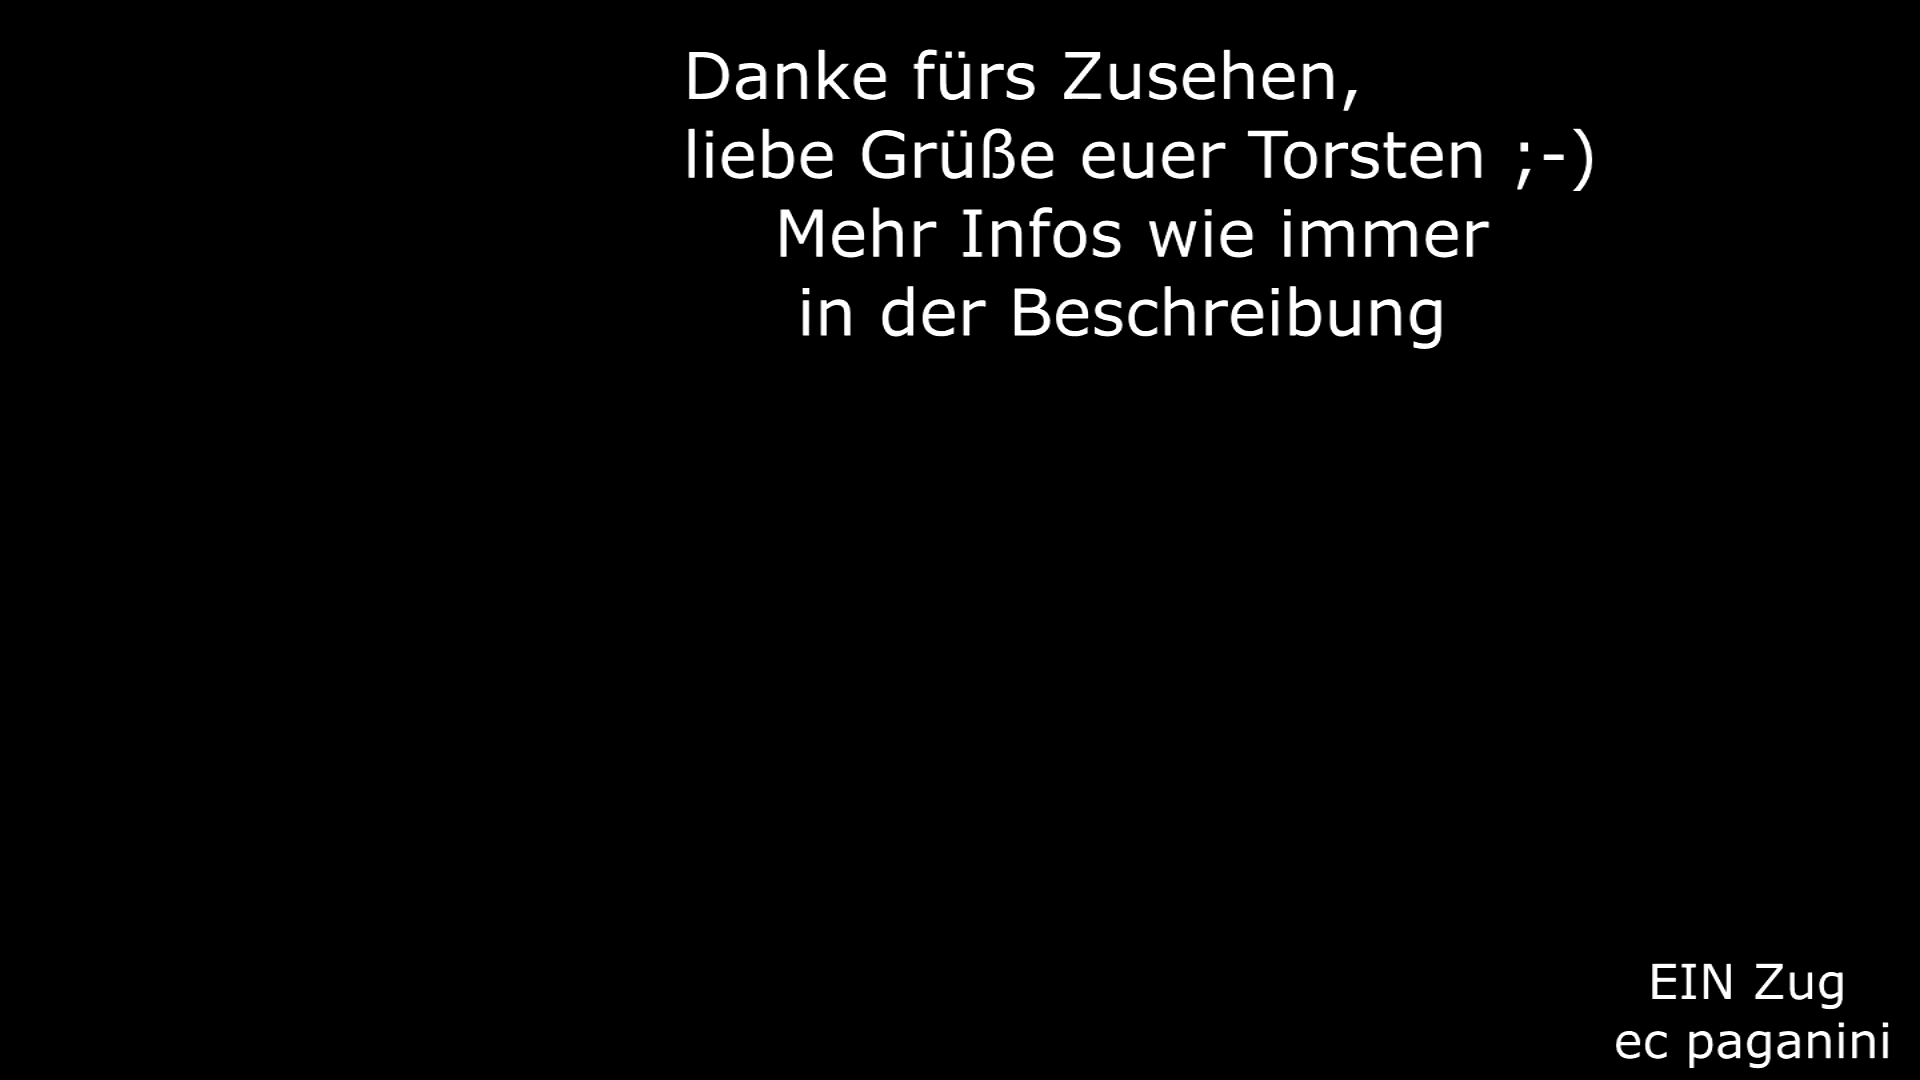 Danke fürs Zusehen,
liebe Grüße euer Torsten ;-)
Mehr Infos wie immer
in der Beschreibung
EIN Zug
ec paganini